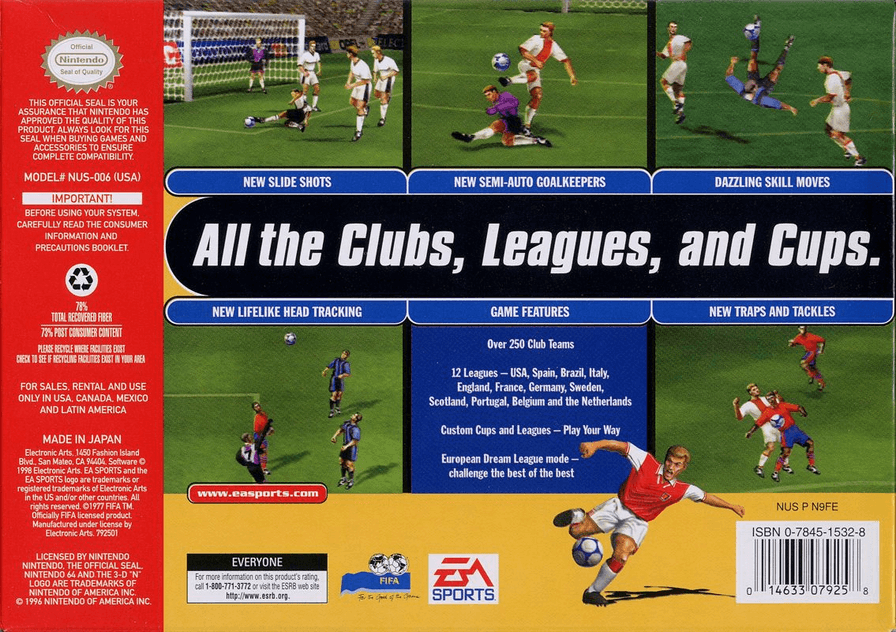 Official
Nintendo
Seal of Quality
THIS OFFICIAL SEAL IS YOUR
ASSURANCE THAT NINTENDO HAS
APPROVED THE QUALITY OF THIS
PRODUCT. ALWAYS LOOK FOR THIS
SEAL WHEN BUYING GAMES AND
ACCESSORIES TO ENSURE
COMPLETE COMPATIBILITY.
MODEL# NUS-006 (USA)
IMPORTANT!
BEFORE USING YOUR SYSTEM,
CAREFULLY READ THE CONSUMER
INFORMATION AND
PRECAUTIONS BOOKLET.
78%
TOTAL RECOVERED FIBER
73% POST CONSUMER CONTENT
PLEASE RECYCLE WHERE FACILITIES EXIST
CHECK TO SEE IF RECYCLING FACILITIES EXIST IN YOUR AREA
FOR SALES, RENTAL AND USE
ONLY IN USA, CANADA, MEXICO
AND LATIN AMERICA
MADE IN JAPAN
Electronic Arts, 1450 Fashion Island
Blvd., San Mateo, CA 94404. Software ©
1998 Electronic Arts. EA SPORTS and the
EA SPORTS logo are trademarks or
registered trademarks of Electronic Arts
in the US and/or other countries. All
rights reserved. ©1977 FIFA TM.
Officially FIFA licensed product.
Manufactured under license by
Electronic Arts. 792501
LICENSED BY NINTENDO
NINTENDO, THE OFFICIAL SEAL,
NINTENDO 64 AND THE 3-D "N"
LOGO ARE TRADEMARKS OF
NINTENDO OF AMERICA INC.
© 1996 NINTENDO OF AMERICA INC.
NEW SLIDE SHOTS
NEW SEMI-AUTO GOALKEEPERS
DAZZLING SKILL MOVES
All the Clubs, Leagues, and Cups.
NEW LIFELIKE HEAD TRACKING
GAME FEATURES
NEW TRAPS AND TACKLES
Over 250 Club Teams
12 Leagues – USA, Spain, Brazil, Italy,
England, France, Germany, Sweden,
Scotland, Portugal, Belgium and the Netherlands
Custom Cups and Leagues – Play Your Way
European Dream League mode –
challenge the best of the best
www.easports.com
EVERYONE
For more information on this product's rating,
call 1-800-771-3772 or visit the ESRB web site
http://www.esrb.org.
FIFA
For the Good of the Game
EA
SPORTS
NUS P N9FE
ISBN 0-7845-1532-8
0 14633 07925 8